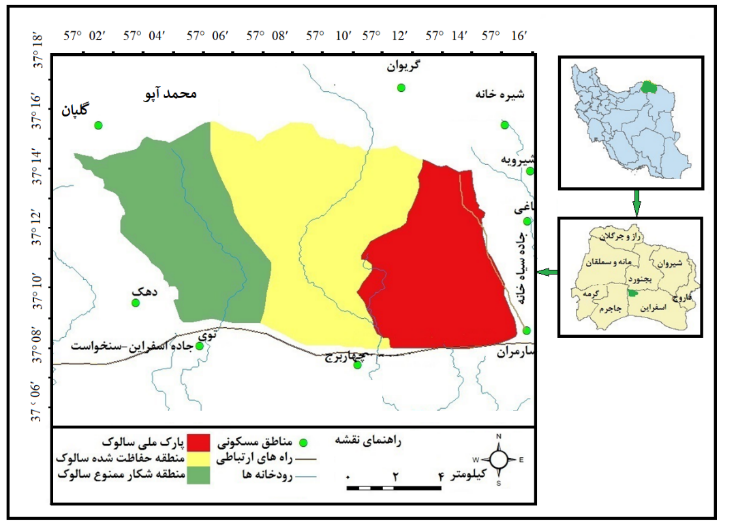 57° 02′ 57° 04′ 57° 06′ 57° 08′ 57° 10′ 57° 12′ 57° 14′ 57° 16′
37° 18′
37° 16′
37° 14′
37° 12′
37° 10′
37° 08′
37° 06′
گریوان
محمد آپو
شیره خانه
گلپان
شیرویه
باغی
جاده سیاه خانه
دهک
توی
جاده اسفراین-سنخواست
چهاربرج
سارمران
راز و جرگلان
مانه و سملقان
شیروان
بجنورد
گرمه
فاروج
جاجرم
اسفراین
راهنمای نقشه
مناطق مسکونی
راه های ارتباطی
رودخانه ها
پارک ملی سالوک
منطقه حفاظت شده سالوک
منطقه شکار ممنوع سالوک
N
W E
S
۰ ۲ ۴ کیلومتر